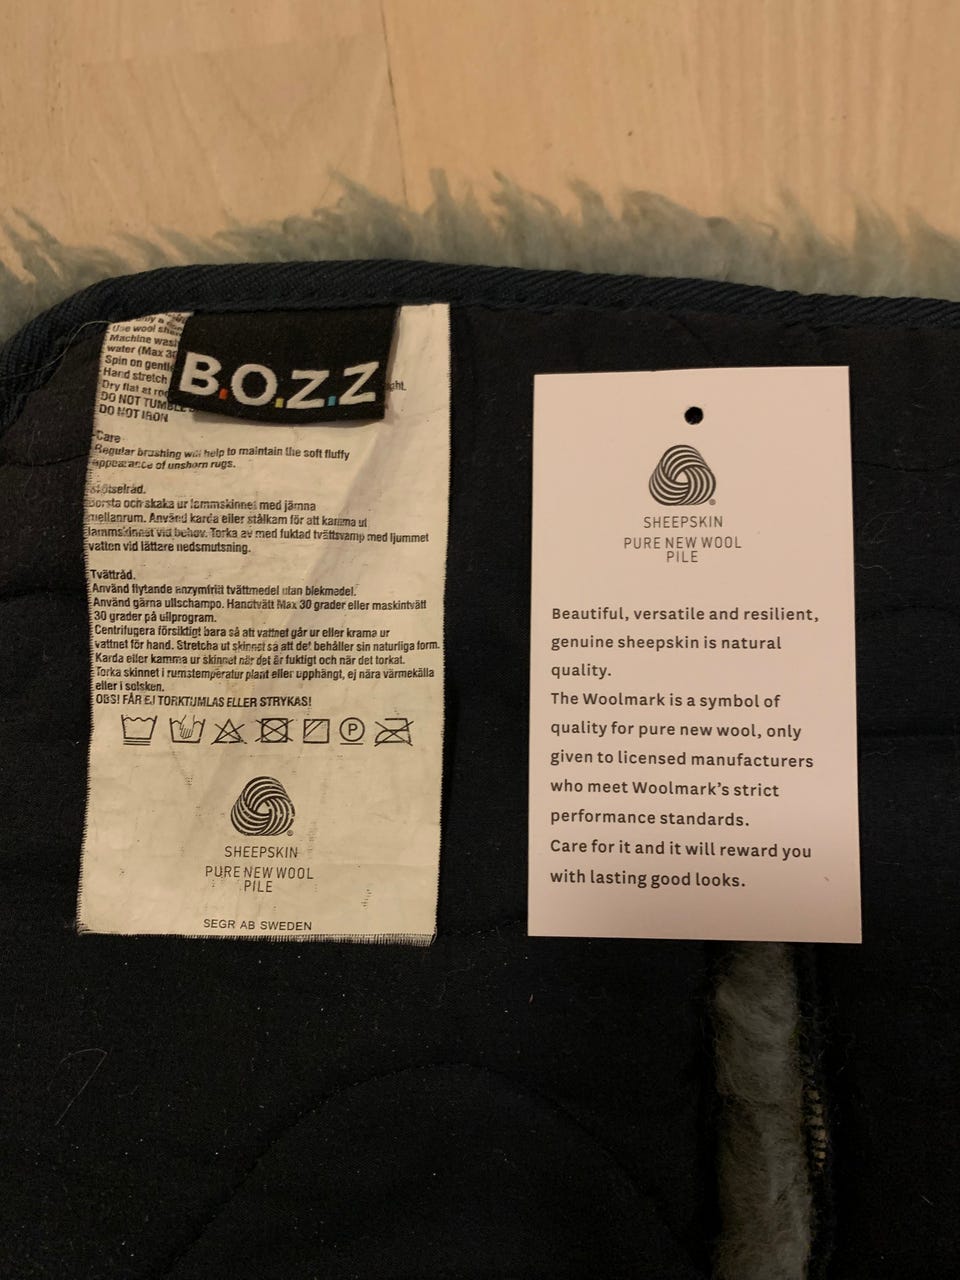 Use wool
Machine wash
water (Max 30
Spin on gentl
Hand stretch
Dry flat at
DO NOT TUMBLE
DO NOT IRON
B.O.Z.Z
Care
Regular brushing will help to maintain the soft fluffy
appearance of unshorn rugs.
Skötselråd.
Borsta och skaka ur lammskinnet med jämna
mellanrum. Använd karda eller stålkam för att kamma ut
lammskinnet vid behov. Torka av med fuktad tvättsvamp med ljummet
vatten vid lättare nedsmutsning.
Tvättråd.
Använd flytande enzymfritt tvättmedel utan blekmedel.
Använd gärna ullschampo. Handtvätt Max 30 grader eller maskintvätt
30 grader på ullprogram.
Centrifugera försiktigt bara så att vattnet går ur eller krama ur
vattnet för hand. Stretcha ut skinnet så att det behåller sin naturliga form.
Karda eller kamma ur skinnet när det är fuktigt och när det torkat.
Torka skinnet i rumstemperatur plant eller upphängt, ej nära värmekälla
eller i solsken.
OBS! FÅR EJ TORKTUMLAS ELLER STRYKAS!
P
SHEEPSKIN
PURE NEW WOOL
PILE
SEGR AB SWEDEN
SHEEPSKIN
PURE NEW WOOL
PILE
Beautiful, versatile and resilient,
genuine sheepskin is natural
quality.
The Woolmark is a symbol of
quality for pure new wool, only
given to licensed manufacturers
who meet Woolmark's strict
performance standards.
Care for it and it will reward you
with lasting good looks.